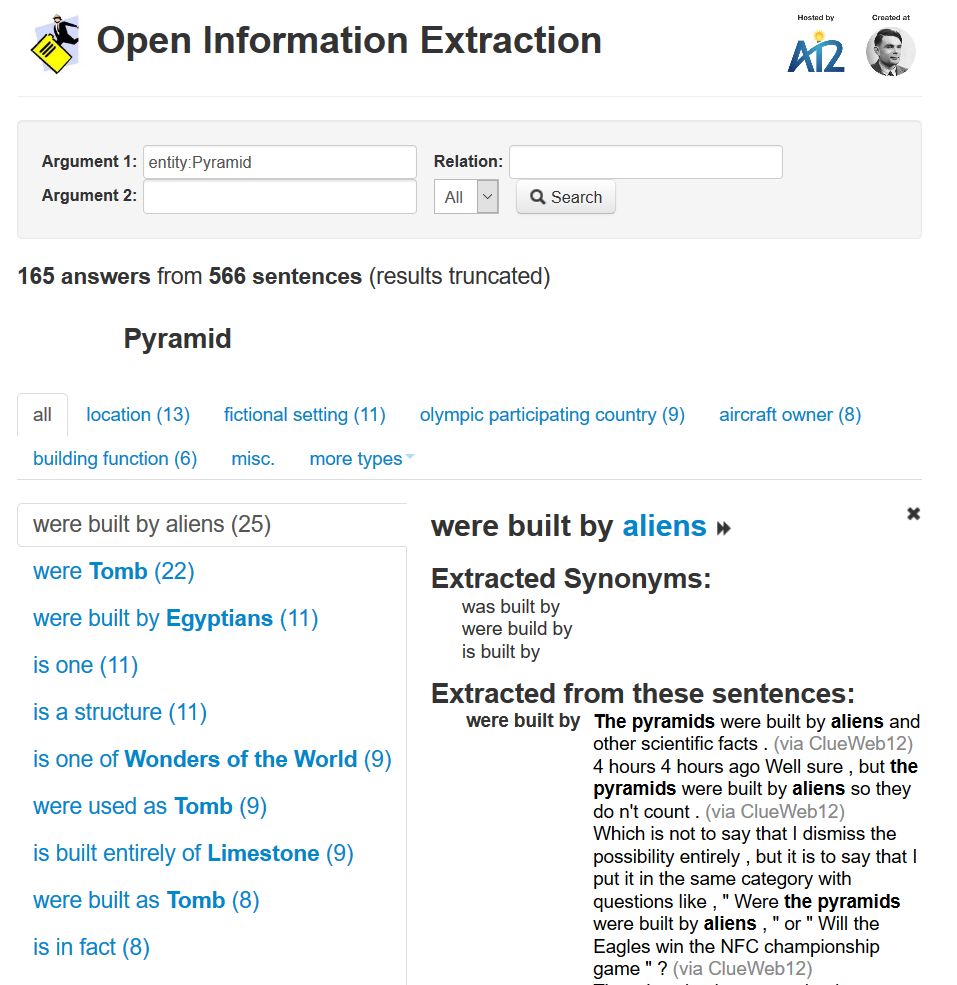 Open Information Extraction
Hosted by
Created at
AI2
Argument 1: entity:Pyramid Relation:
Argument 2: All Search
165 answers from 566 sentences (results truncated)
Pyramid
all location (13) fictional setting (11) olympic participating country (9) aircraft owner (8)
building function (6) misc. more types
were built by aliens (25)
were Tomb (22)
were built by Egyptians (11)
is one (11)
is a structure (11)
is one of Wonders of the World (9)
were used as Tomb (9)
is built entirely of Limestone (9)
were built as Tomb (8)
is in fact (8)
were built by aliens
Extracted Synonyms:
was built by
were build by
is built by
Extracted from these sentences:
were built by The pyramids were built by aliens and
other scientific facts . (via ClueWeb12)
4 hours 4 hours ago Well sure , but the
pyramids were built by aliens so they
do n't count . (via ClueWeb12)
Which is not to say that I dismiss the
possibility entirely , but it is to say that I
put it in the same category with
questions like , " Were the pyramids
were built by aliens , " or " Will the
Eagles win the NFC championship
game " ? (via ClueWeb12)